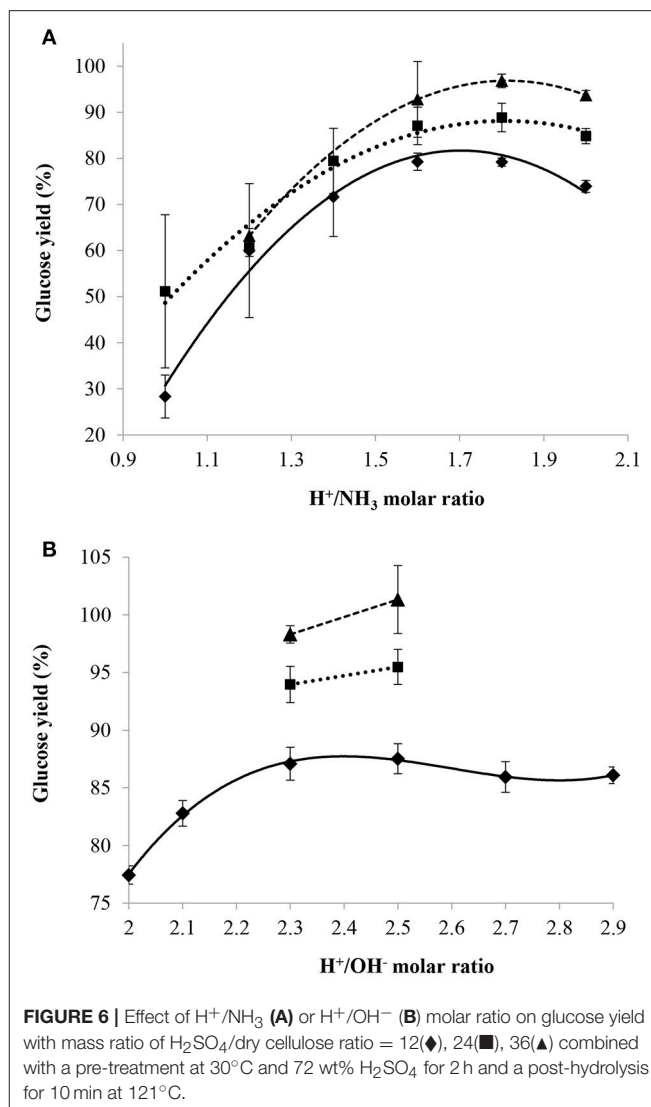 A
100
90
80
70
60
50
40
30
20
Glucose yield (%)
0.9 1.1 1.3 1.5 1.7 1.9 2.1
H⁺/NH₃ molar ratio
B
105
100
95
90
85
80
75
Glucose yield (%)
2 2.1 2.2 2.3 2.4 2.5 2.6 2.7 2.8 2.9
H⁺/OH⁻ molar ratio
FIGURE 6 | Effect of H⁺/NH₃ (A) or H⁺/OH⁻ (B) molar ratio on glucose yield
with mass ratio of H₂SO₄/dry cellulose ratio = 12(♦), 24(■), 36(▲) combined
with a pre-treatment at 30°C and 72 wt% H₂SO₄ for 2 h and a post-hydrolysis
for 10 min at 121°C.